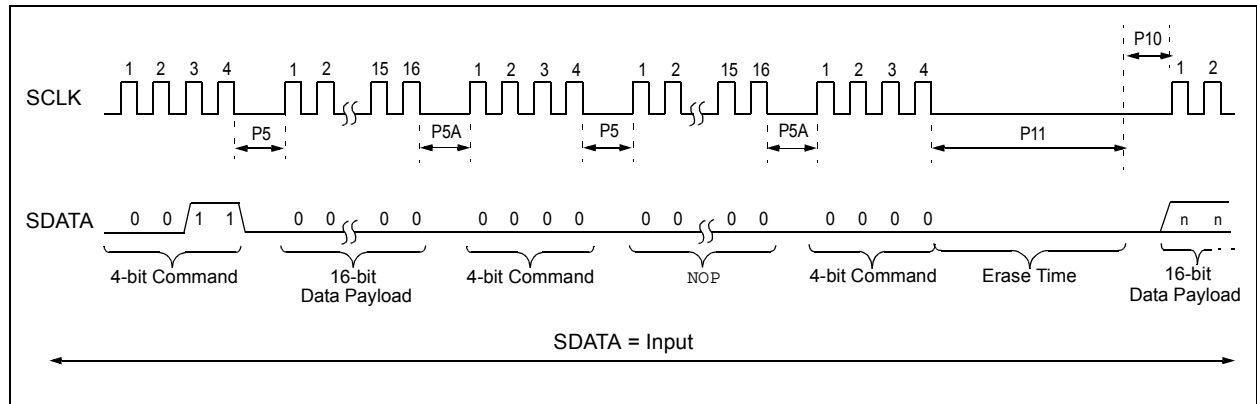 P10
1 2 3 4 1 2 15 16 1 2 3 4 1 2 15 16 1 2 3 4 1 2
SCLK
P5 P5A P5 P5A P11
SDATA 0 0 1 1 0 0 0 0 0 0 0 0 0 0 0 0 0 0 0 0 n n
4-bit Command 16-bit Data Payload 4-bit Command NOP 4-bit Command Erase Time 16-bit Data Payload
SDATA = Input